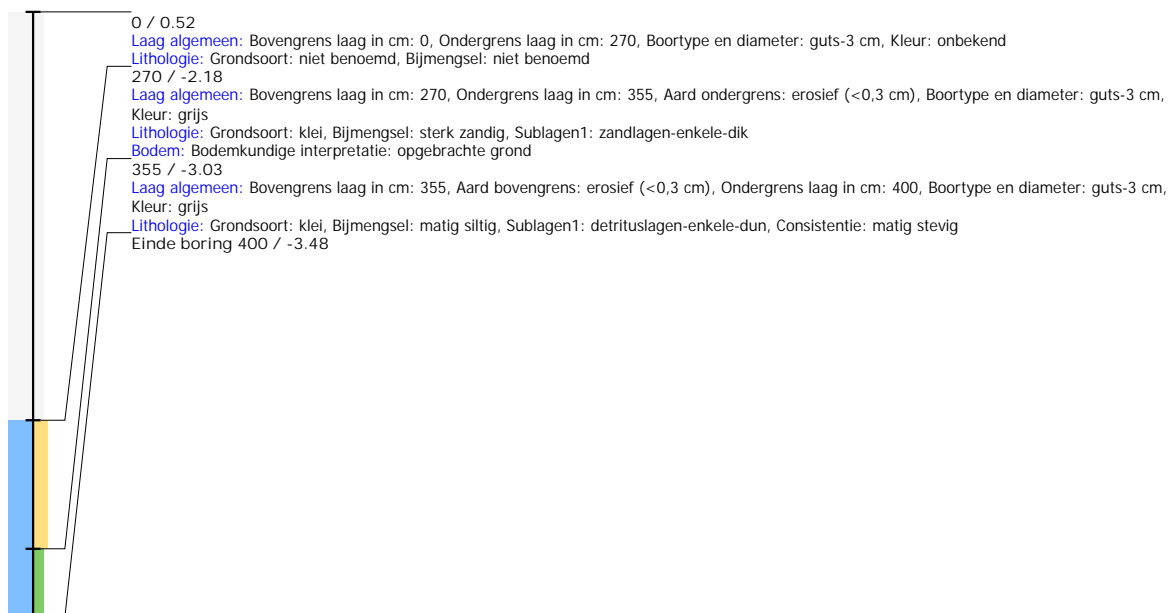 0 / 0.52
Laag algemeen: Bovengrens laag in cm: 0, Ondergrens laag in cm: 270, Boortype en diameter: guts-3 cm, Kleur: onbekend
Lithologie: Grondsoort: niet benoemd, Bijmengsel: niet benoemd
270 / -2.18
Laag algemeen: Bovengrens laag in cm: 270, Ondergrens laag in cm: 355, Aard ondergrens: erosief (<0,3 cm), Boortype en diameter: guts-3 cm,
Kleur: grijs
Lithologie: Grondsoort: klei, Bijmengsel: sterk zandig, Sublagen1: zandlagen-enkele-dik
Bodem: Bodemkundige interpretatie: opgebrachte grond
355 / -3.03
Laag algemeen: Bovengrens laag in cm: 355, Aard bovengrens: erosief (<0,3 cm), Ondergrens laag in cm: 400, Boortype en diameter: guts-3 cm,
Kleur: grijs
Lithologie: Grondsoort: klei, Bijmengsel: matig siltig, Sublagen1: detrituslagen-enkele-dun, Consistentie: matig stevig
Einde boring 400 / -3.48